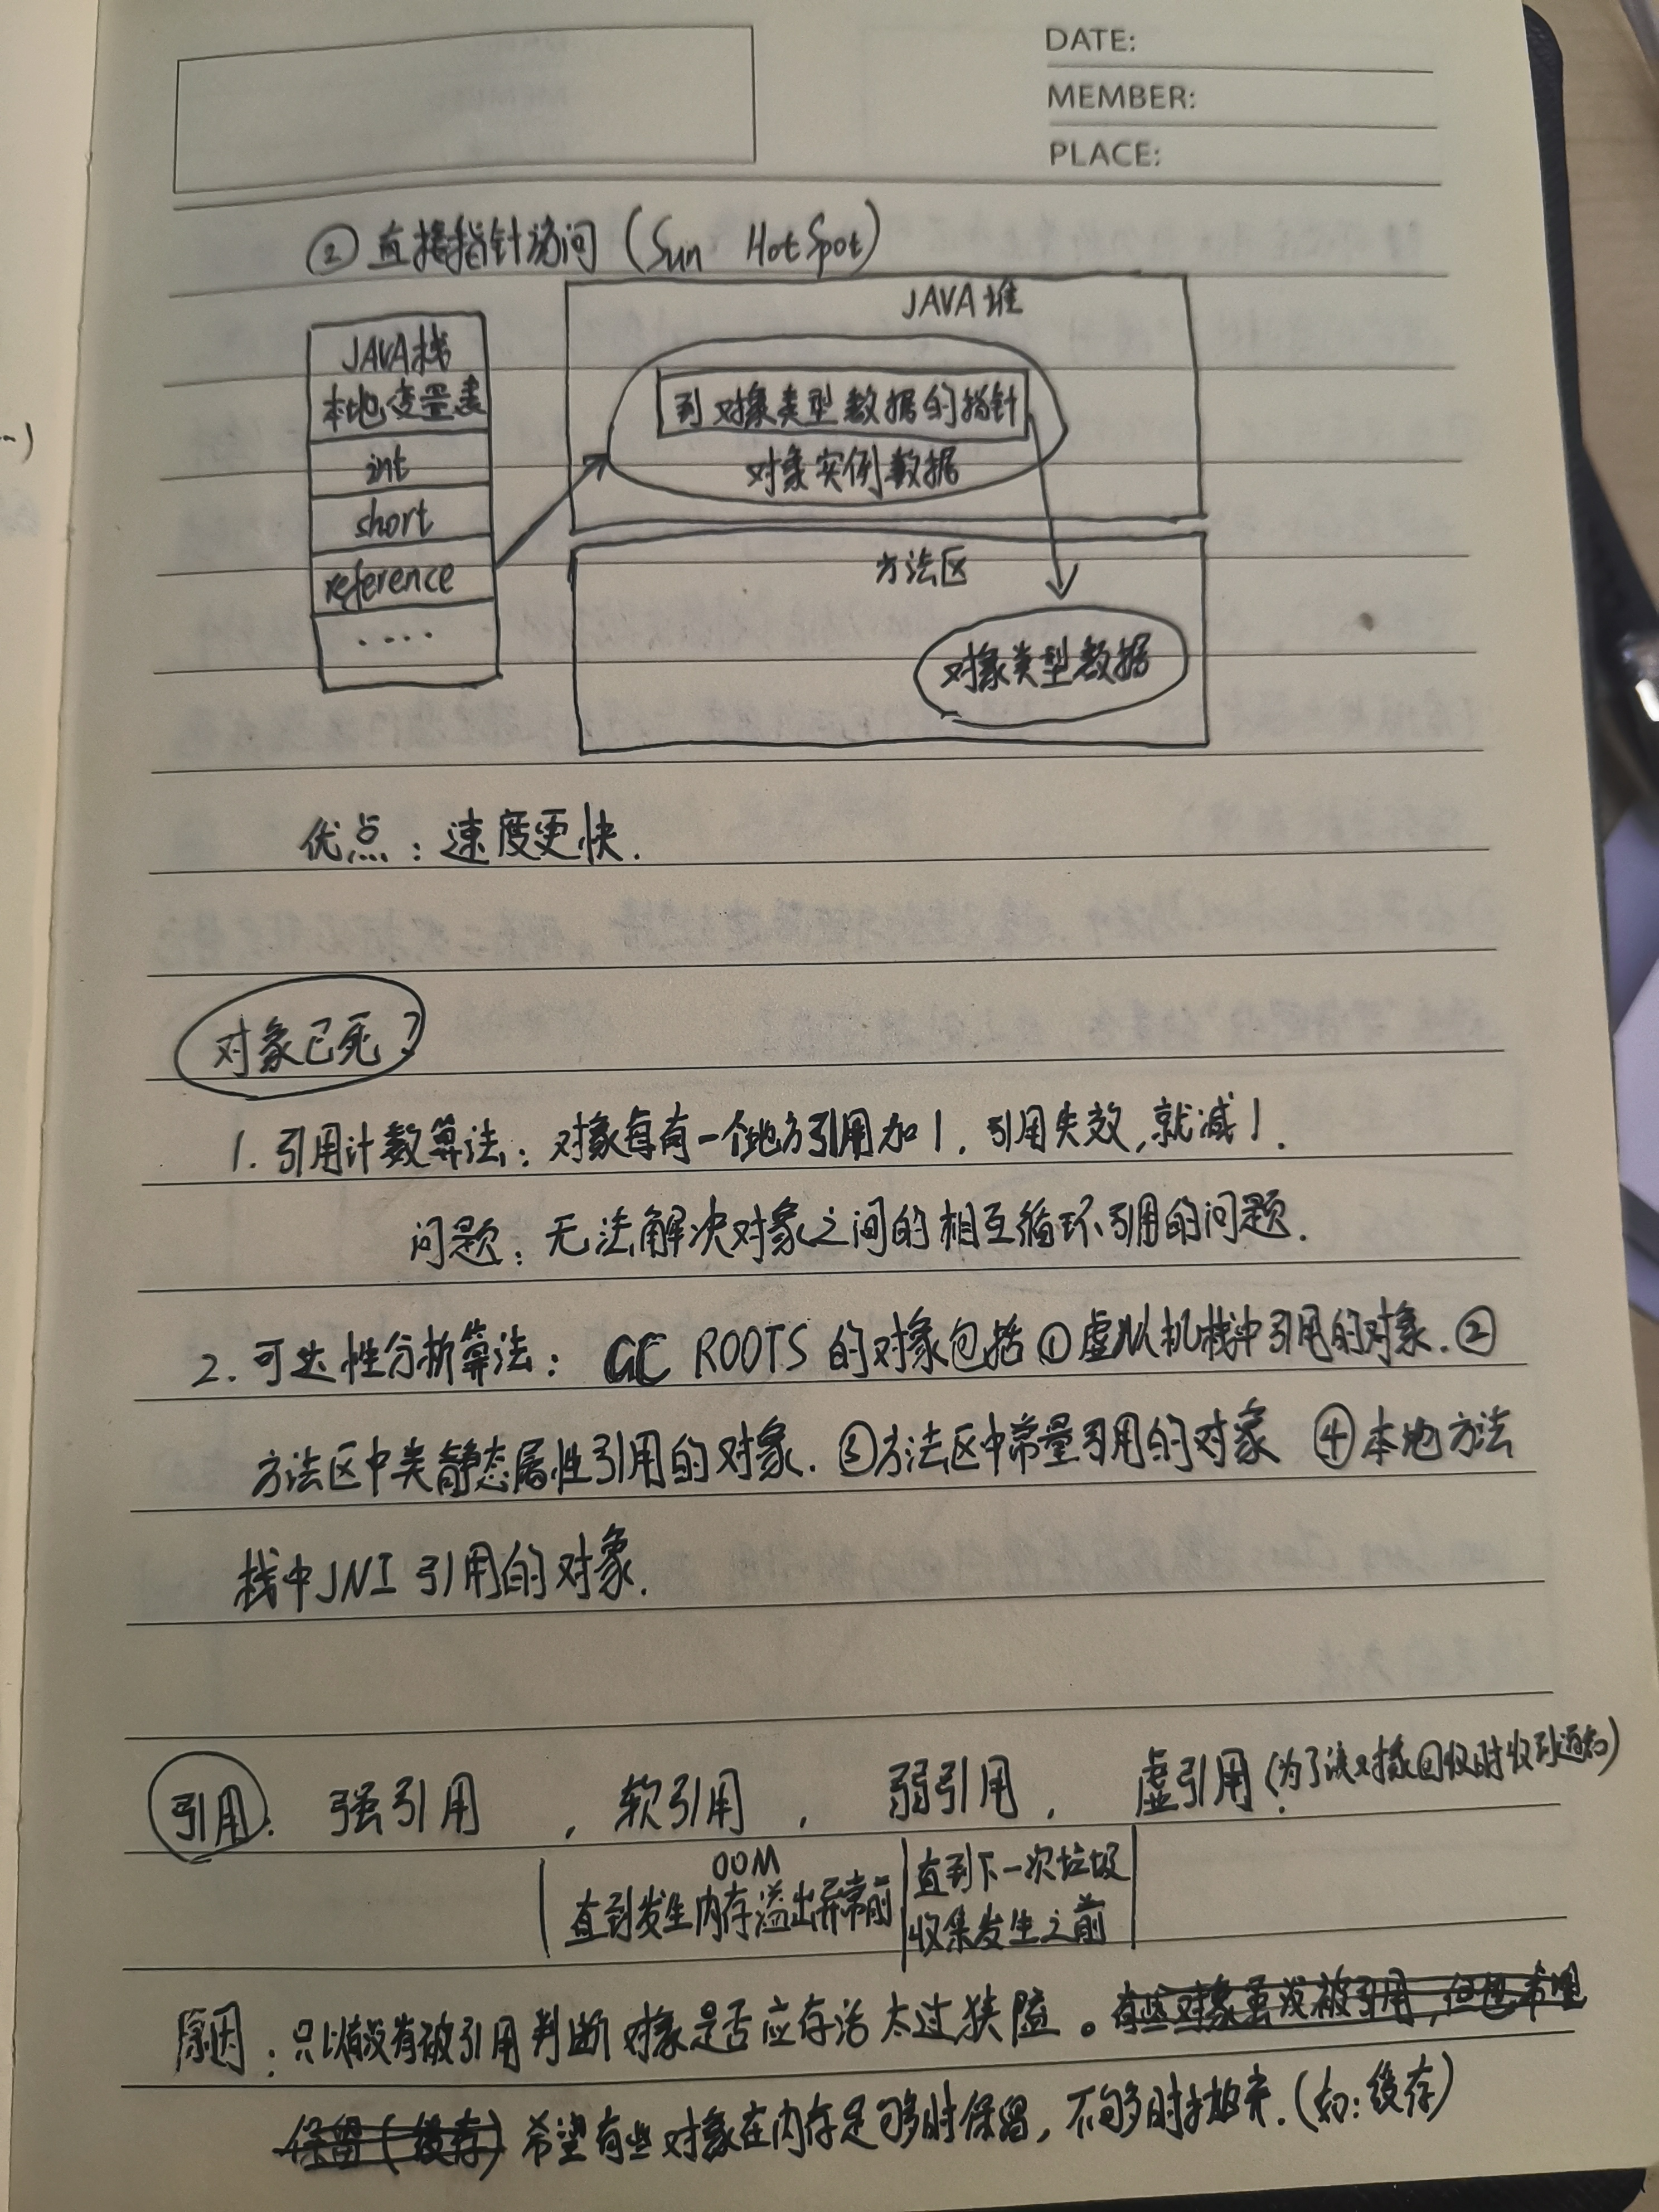 DATE:
MEMBER:
PLACE:
② 直接指针访问 (Sun HotSpot)
JAVA 堆
JAVA栈
本地变量表
int
short
reference
....
到对象类型数据的指针
对象实例数据
方法区
对象类型数据
优点：速度更快.
对象已死?
1. 引用计数算法：对象每有一个地方引用加1，引用失效，就减1.
问题：无法解决对象之间的相互循环引用的问题.
2. 可达性分析算法： GC ROOTS 的对象包括①虚拟机栈中引用的对象. ②
方法区中类静态属性引用的对象. ③方法区中常量引用的对象 ④本地方法
栈中JNI 引用的对象.
引用: 强引用 , 软引用 , 弱引用 , 虚引用 (为了该对象回收时收到通知)
OOM
直到发生内存溢出异常前
直到下一次垃圾
收集发生之前
原因：只以有没有被引用判断对象是否应存活太过狭隘。有些对象虽没被引用，但也希望
保留(缓存) 希望有些对象在内存足够时保留，不够时抛弃. (如: 缓存)